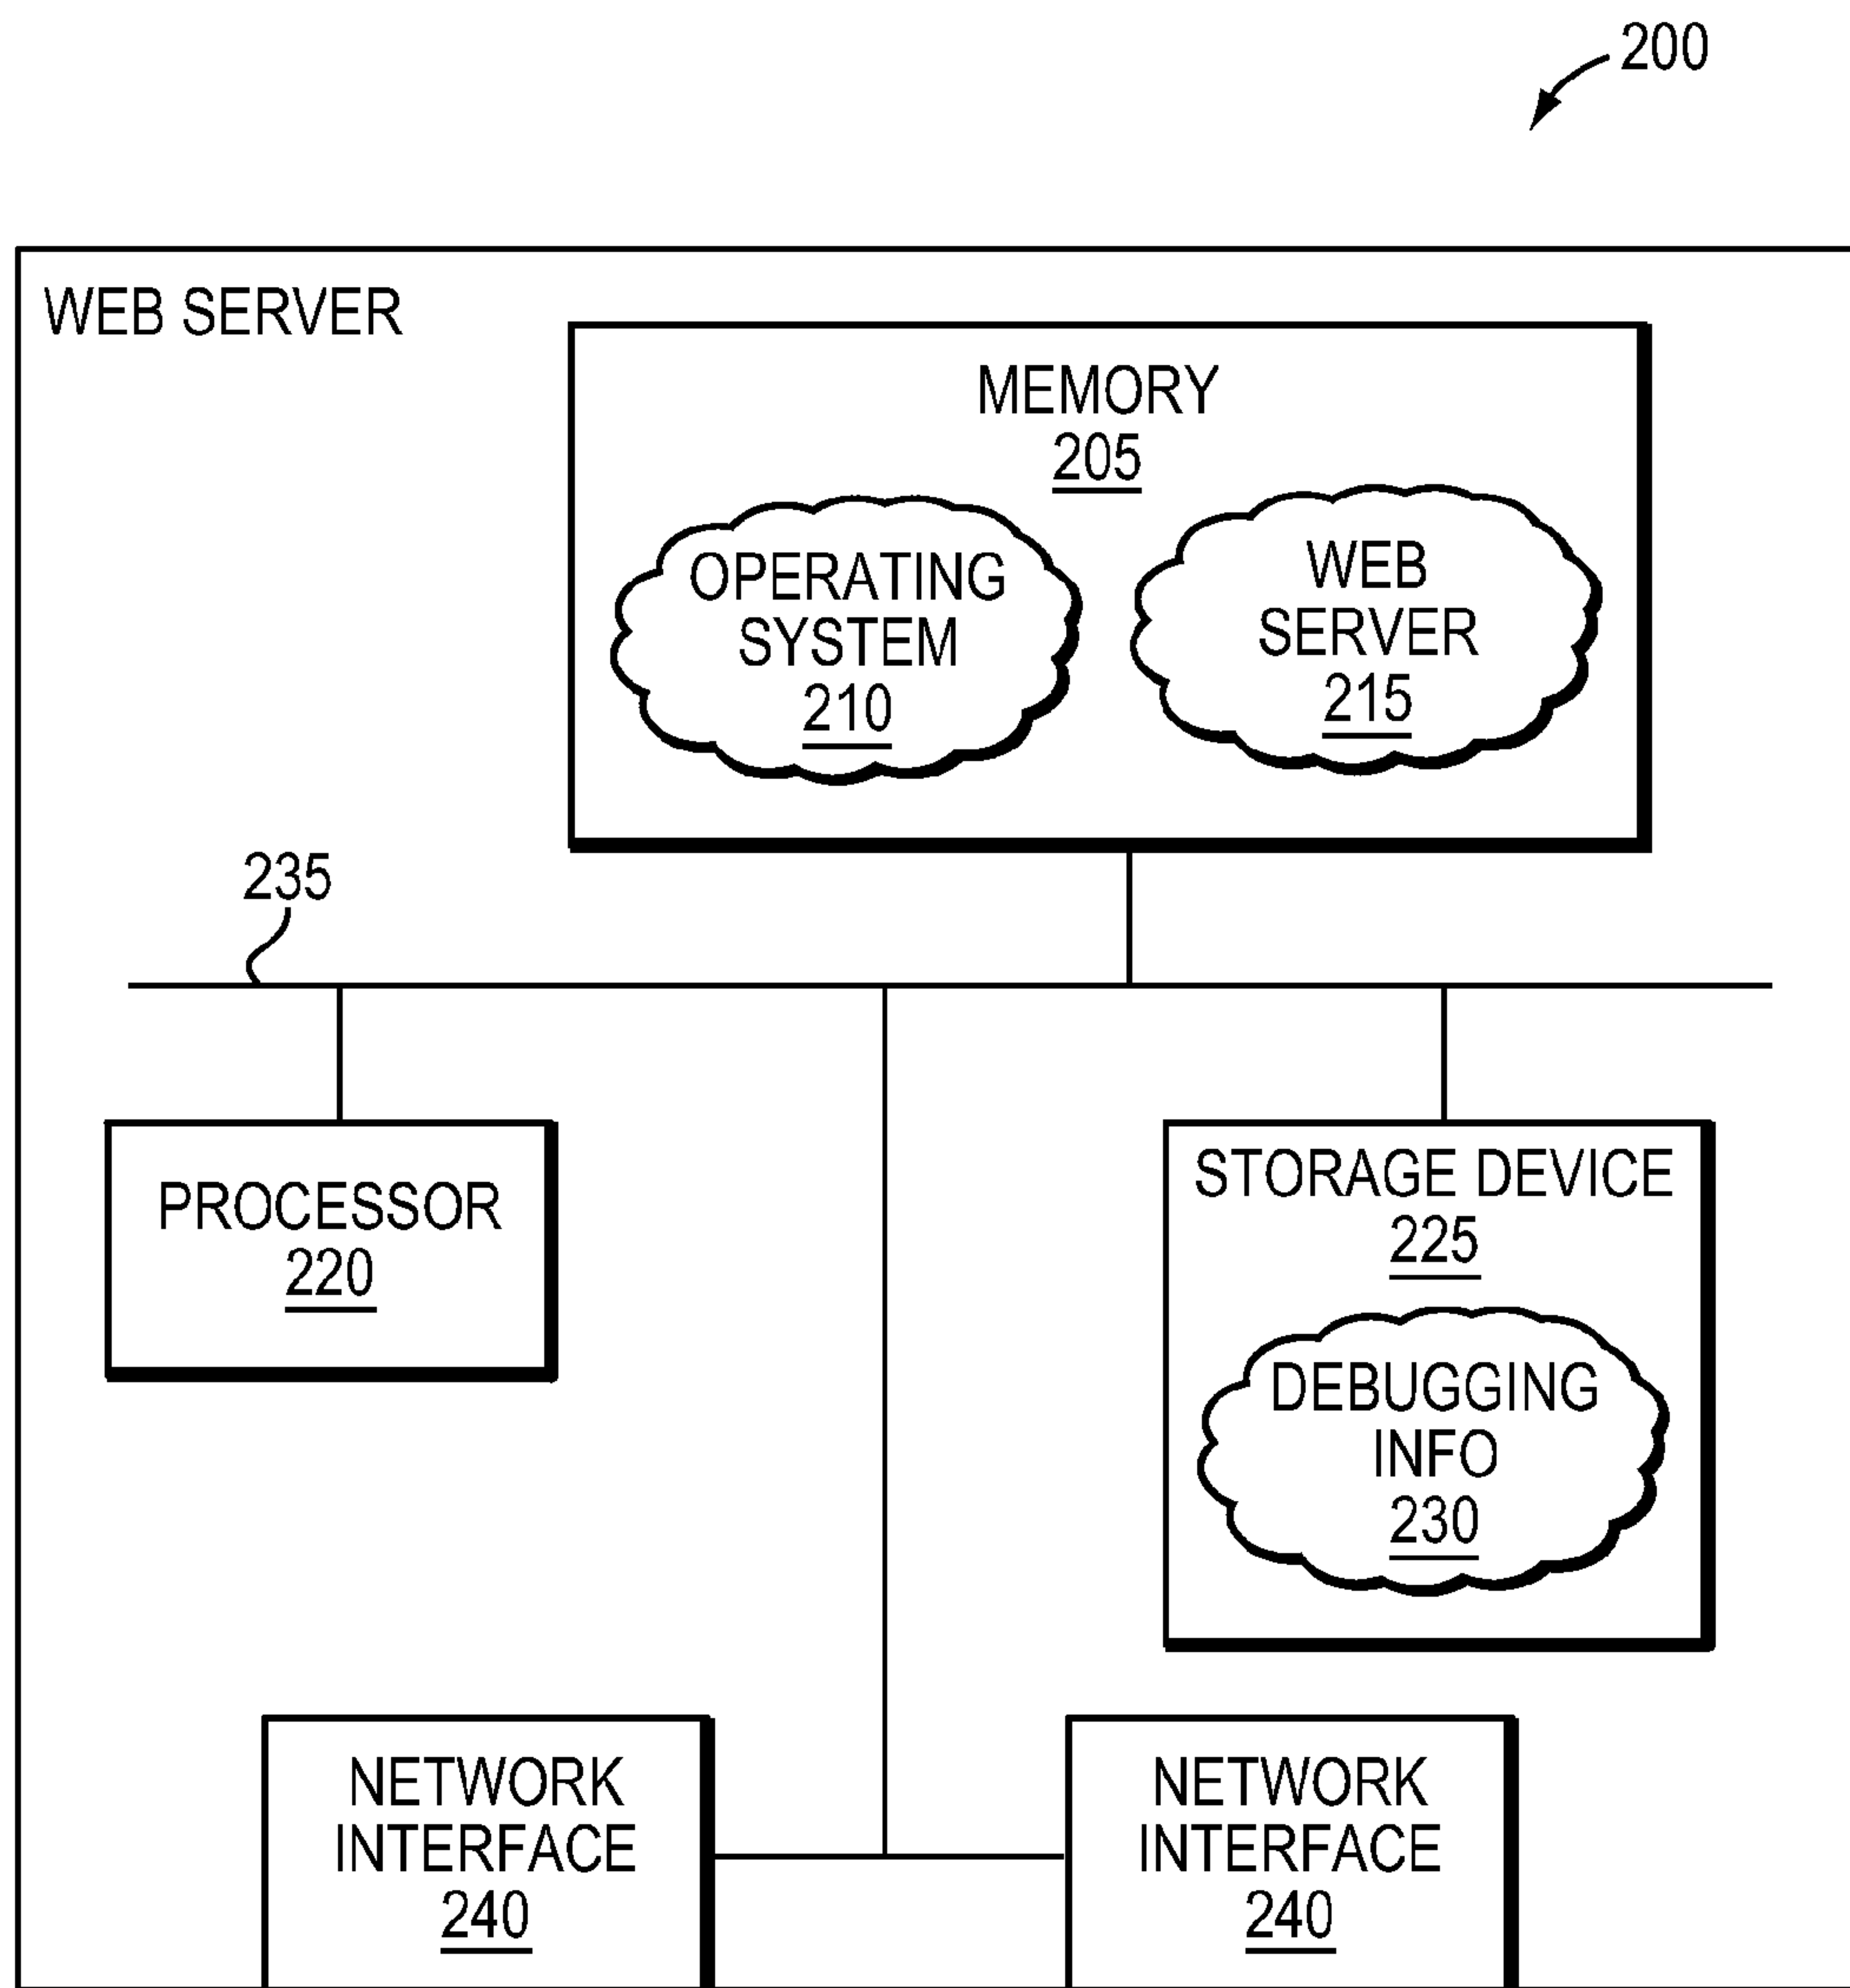 200
WEB SERVER
MEMORY
205
OPERATING
SYSTEM
210
WEB
SERVER
215
235
PROCESSOR
220
STORAGE DEVICE
225
DEBUGGING
INFO
230
NETWORK
INTERFACE
240
NETWORK
INTERFACE
240